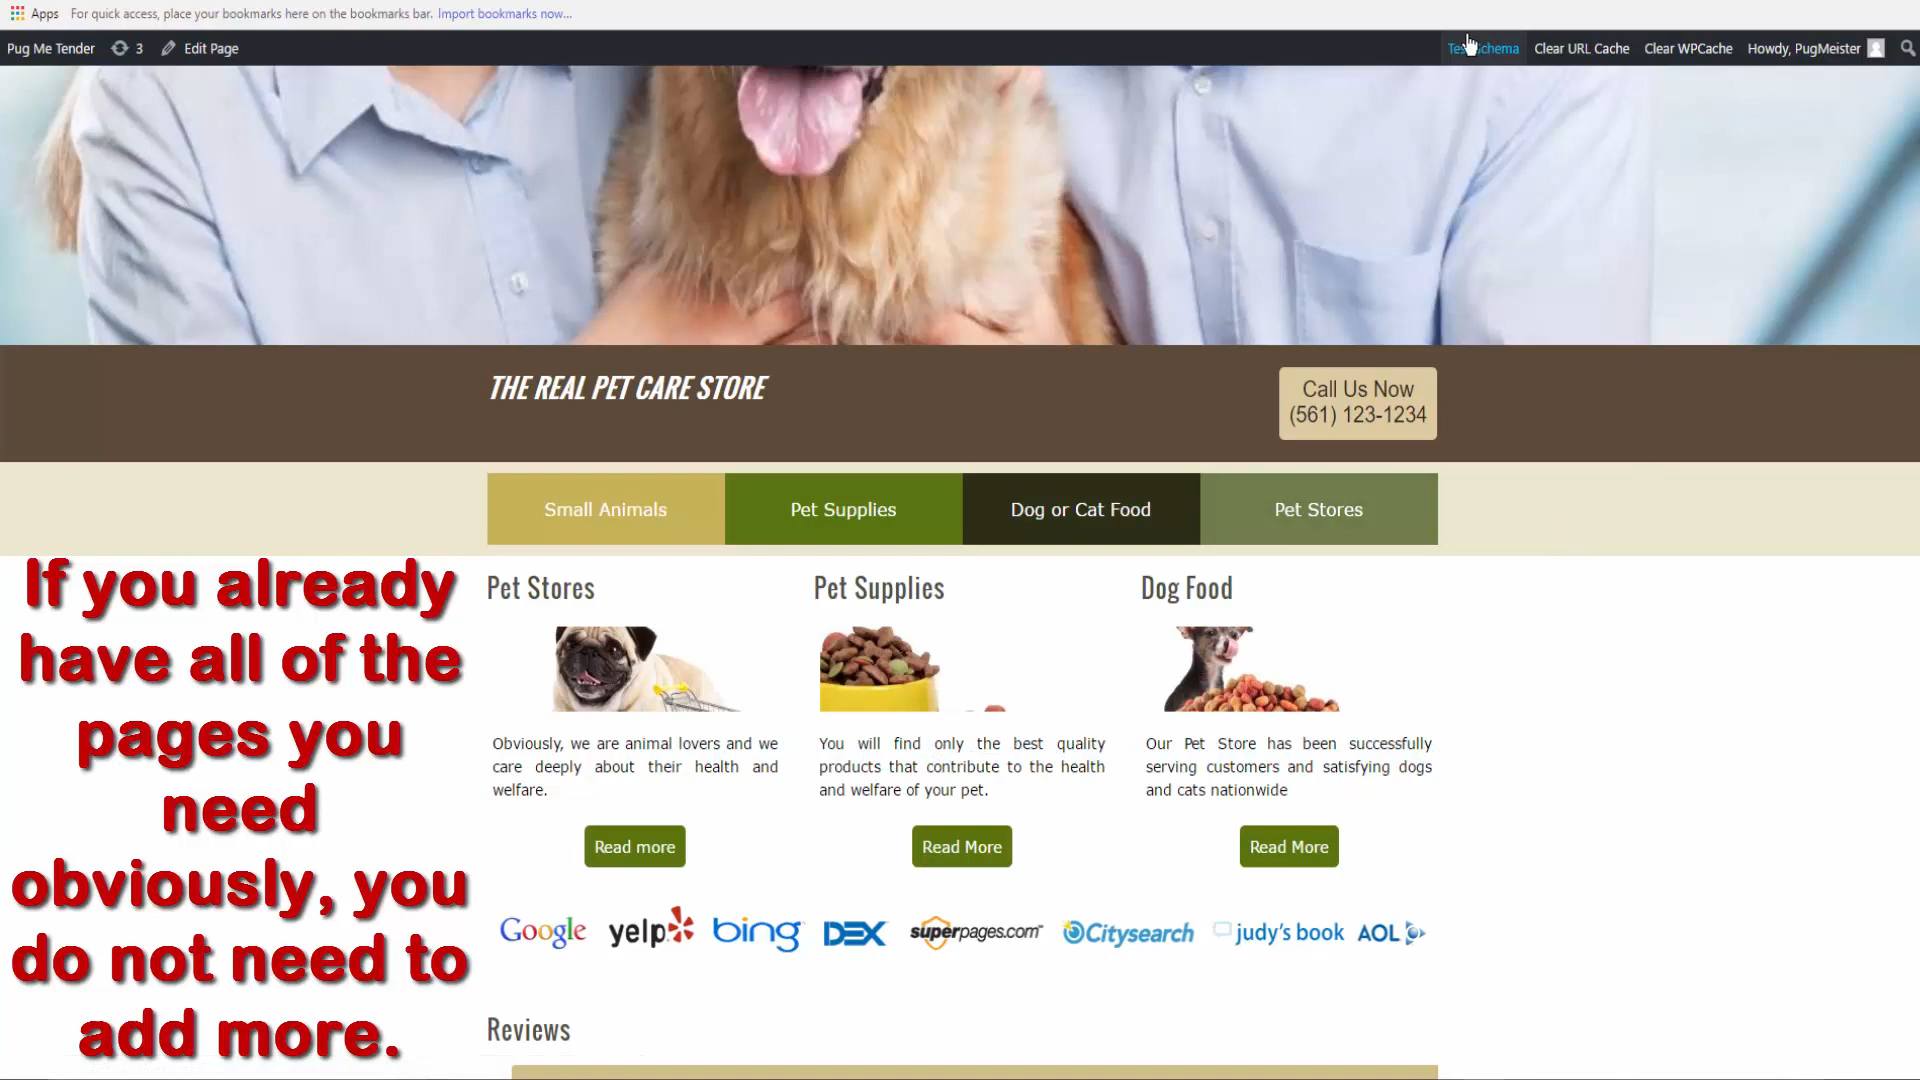 Apps For quick access, place your bookmarks here on the bookmarks bar. Import bookmarks now...
Pug Me Tender 3 Edit Page Clear URL Cache Clear WPCache Howdy, PugMeister
THE REAL PET CARE STORE
Call Us Now
(561) 123-1234
Small Animals Pet Supplies Dog or Cat Food Pet Stores
If you already
have all of the
pages you
need
obviously, you
do not need to
add more.
Pet Stores
Obviously, we are animal lovers and we
care deeply about their health and
welfare.
Read more
Pet Supplies
You will find only the best quality
products that contribute to the health
and welfare of your pet.
Read More
Dog Food
Our Pet Store has been successfully
serving customers and satisfying dogs
and cats nationwide
Read More
Google yelp bing DEX superpages.com Citysearch judy's book AOL
Reviews